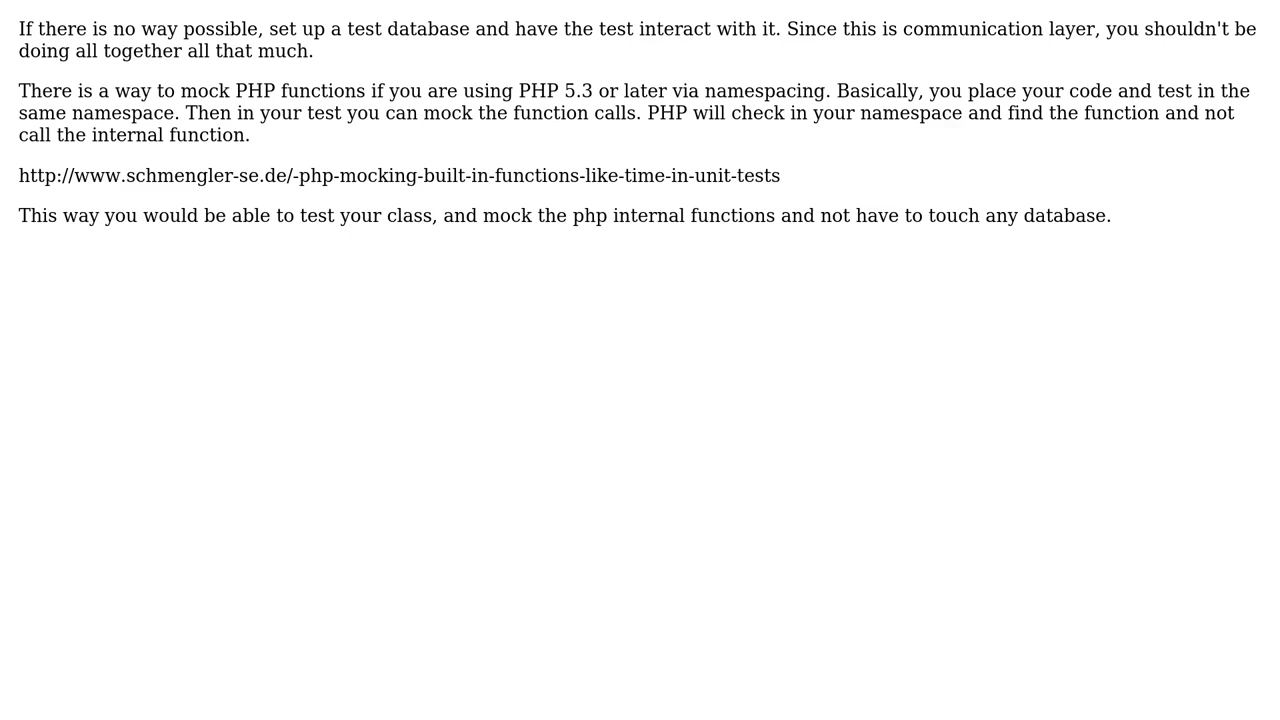 If there is no way possible, set up a test database and have the test interact with it. Since this is communication layer, you shouldn't be
doing all together all that much.
There is a way to mock PHP functions if you are using PHP 5.3 or later via namespacing. Basically, you place your code and test in the
same namespace. Then in your test you can mock the function calls. PHP will check in your namespace and find the function and not
call the internal function.
http://www.schmengler-se.de/-php-mocking-built-in-functions-like-time-in-unit-tests
This way you would be able to test your class, and mock the php internal functions and not have to touch any database.